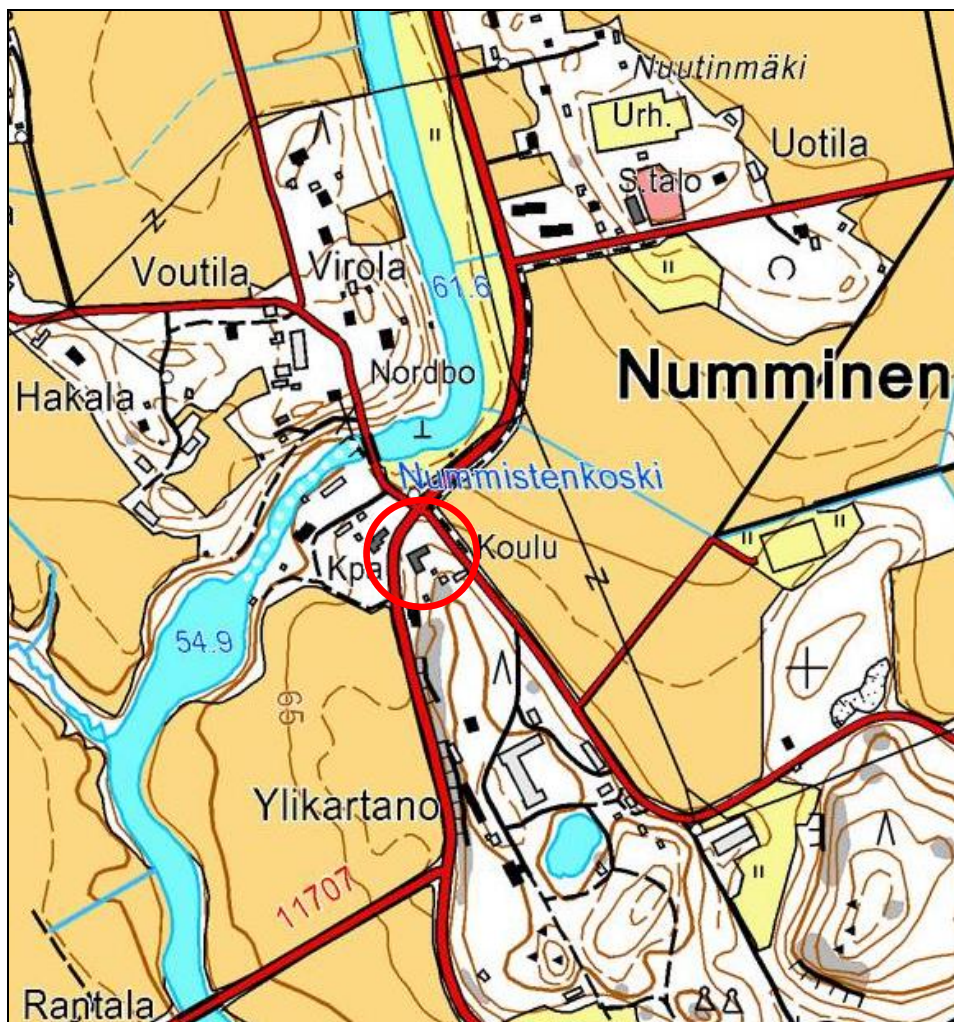 Nuutinmäki
Urh.
Uotila
S.talo
Voutila
Virola
61.6
Nordbo
Numminen
Hakala
Nummistenkoski
Koulu
Kpa
54.9
65
Ylikartano
11707
Rantala